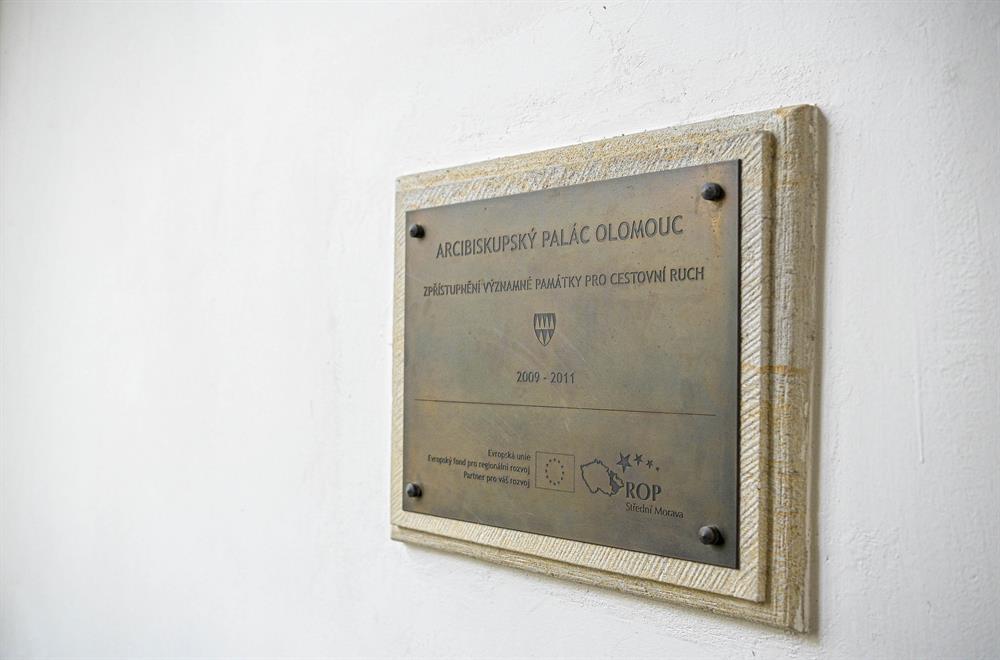 ARCIBISKUPSKÝ PALÁC OLOMOUC
ZPŘÍSTUPNĚNÍ VÝZNAMNÉ PAMÁTKY PRO CESTOVNÍ RUCH
2009 - 2011
Evropská unie
Evropský fond pro regionální rozvoj
Partner pro váš rozvoj
ROP
Střední Morava